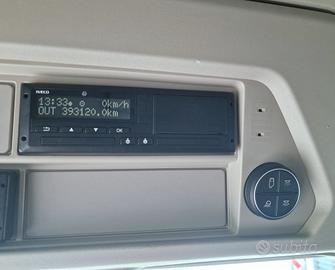 IVECO
13:33 0km/h
OUT 393120.0km
OK
subito